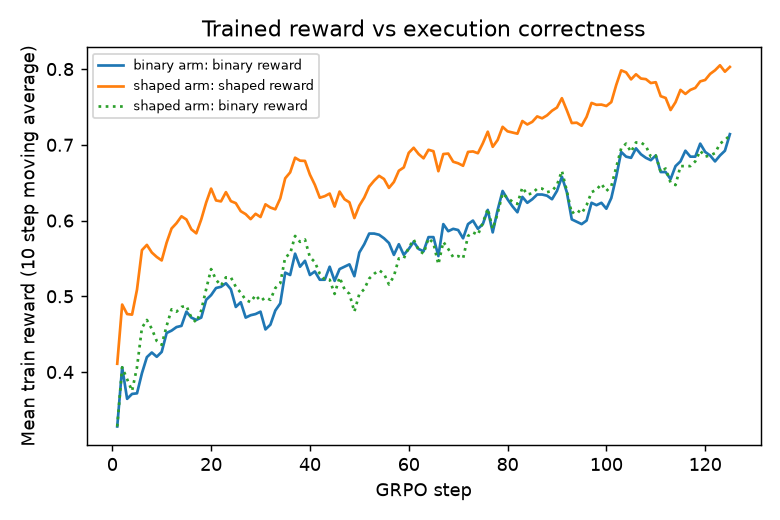 Trained reward vs execution correctness
binary arm: binary reward
shaped arm: shaped reward
shaped arm: binary reward
Mean train reward (10 step moving average)
0.8
0.7
0.6
0.5
0.4
0 20 40 60 80 100 120
GRPO step